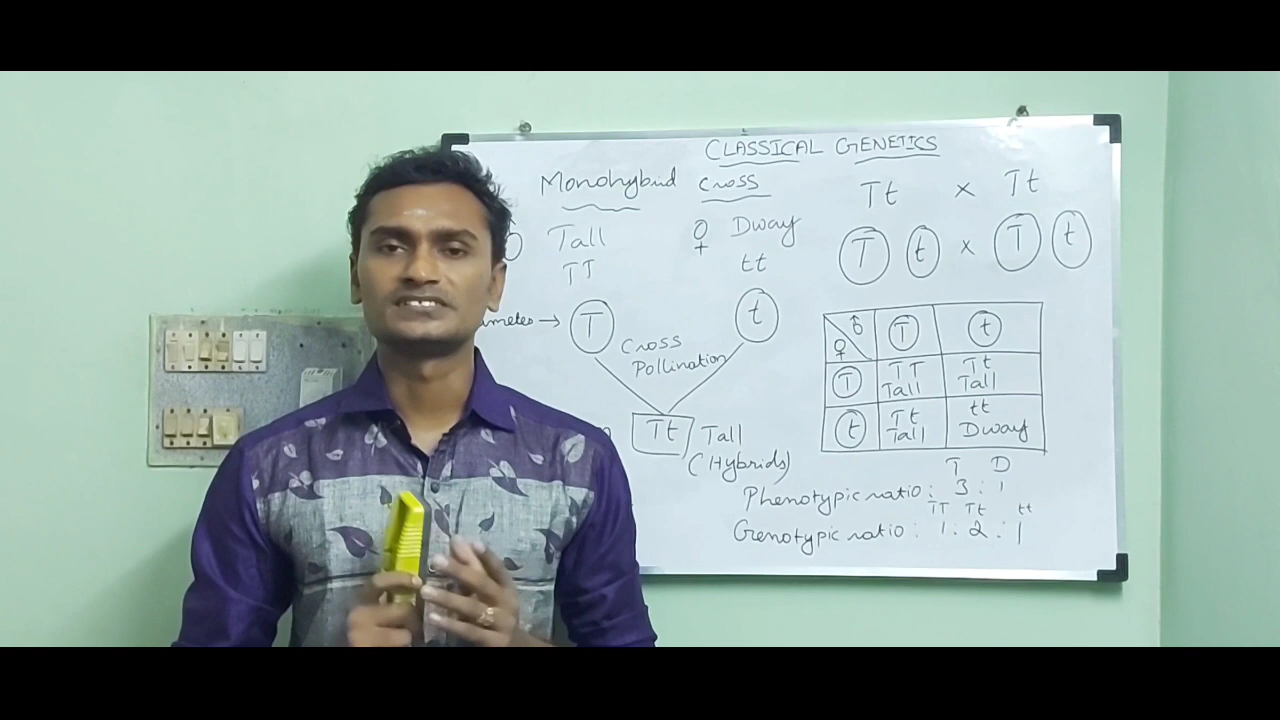 CLASSICAL GENETICS
Monohybrid cross
Tall ♀ Dwarf
TT tt
→ T t
Cross
Pollination
Tt Tall
(Hybrids)
Tt × Tt
T t × T t
♀ ♂ T t
T TT Tall Tt Tall
t Tt Tall tt Dwarf
T D
Phenotypic ratio : 3 : 1
TT Tt tt
Genotypic ratio : 1 : 2 : 1